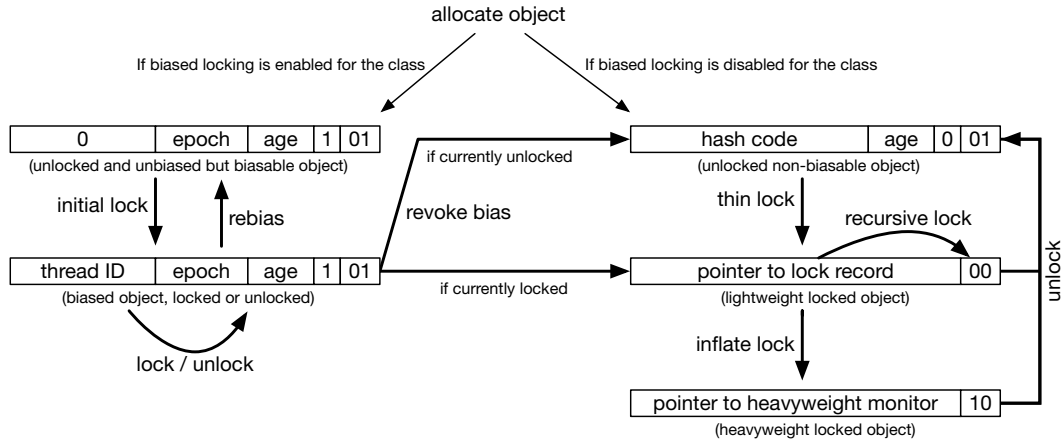 allocate object
If biased locking is enabled for the class
If biased locking is disabled for the class
0 epoch age 1 01
(unlocked and unbiased but biasable object)
hash code age 0 01
(unlocked non-biasable object)
if currently unlocked
initial lock
rebias
revoke bias
thin lock
recursive lock
thread ID epoch age 1 01
(biased object, locked or unlocked)
if currently locked
pointer to lock record 00
(lightweight locked object)
unlock
lock / unlock
inflate lock
pointer to heavyweight monitor 10
(heavyweight locked object)